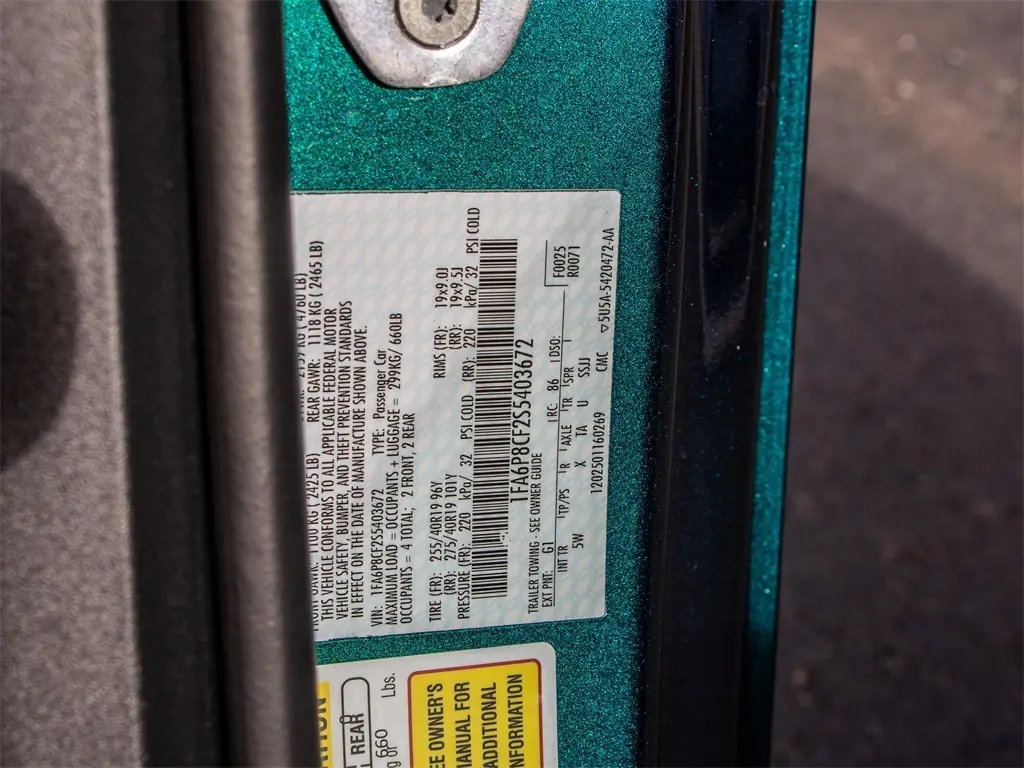 REAR GAWR: 1118 KG ( 2465 LB)
THIS VEHICLE CONFORMS TO ALL APPLICABLE FEDERAL MOTOR
VEHICLE SAFETY, BUMPER, AND THEFT PREVENTION STANDARDS
IN EFFECT ON THE DATE OF MANUFACTURE SHOWN ABOVE.
VIN: 1FA6P8CF2S5403672 TYPE: Passenger Car
MAXIMUM LOAD = OCCUPANTS + LUGGAGE = 299KG/ 660LB
OCCUPANTS = 4 TOTAL; 2 FRONT, 2 REAR
TIRE (FR): 255/40R19 96Y RIMS (FR): 19x9.0J
(RR): 275/40R19 101Y (RR): 19x9.5J
PRESSURE (FR): 220 kPa/ 32 PSI COLD (RR): 220 kPa/ 32 PSI COLD
1FA6P8CF2S5403672
TRAILER TOWING - SEE OWNER GUIDE
F0025
R0071
EXT PNT: G1 RC: 86 DSO:
INT TR TP/PS R AXLE TR SPR
5W X TA U SSJJ
1202501160269 CMC
5U5A-5420472-AA
REAR
660 Lbs.
OWNER'S
MANUAL FOR
ADDITIONAL
INFORMATION